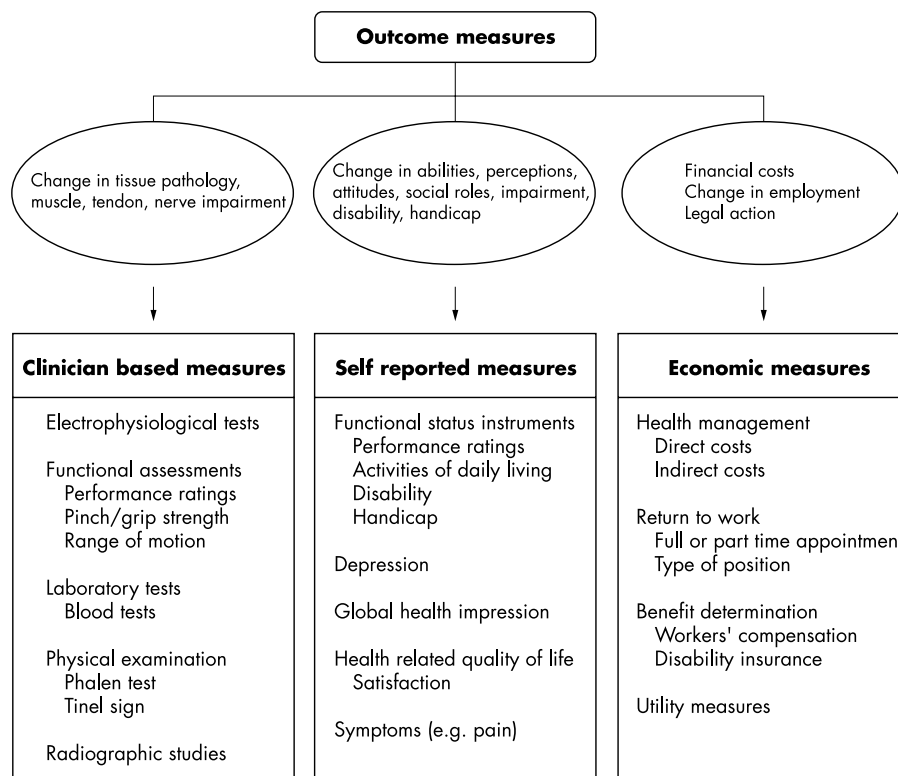 Outcome measures
Change in tissue pathology,
muscle, tendon, nerve impairment
Change in abilities, perceptions,
attitudes, social roles, impairment,
disability, handicap
Financial costs
Change in employment
Legal action
Clinician based measures
Electrophysiological tests
Functional assessments
Performance ratings
Pinch/grip strength
Range of motion
Laboratory tests
Blood tests
Physical examination
Phalen test
Tinel sign
Radiographic studies
Self reported measures
Functional status instruments
Performance ratings
Activities of daily living
Disability
Handicap
Depression
Global health impression
Health related quality of life
Satisfaction
Symptoms (e.g. pain)
Economic measures
Health management
Direct costs
Indirect costs
Return to work
Full or part time appointmen
Type of position
Benefit determination
Workers' compensation
Disability insurance
Utility measures